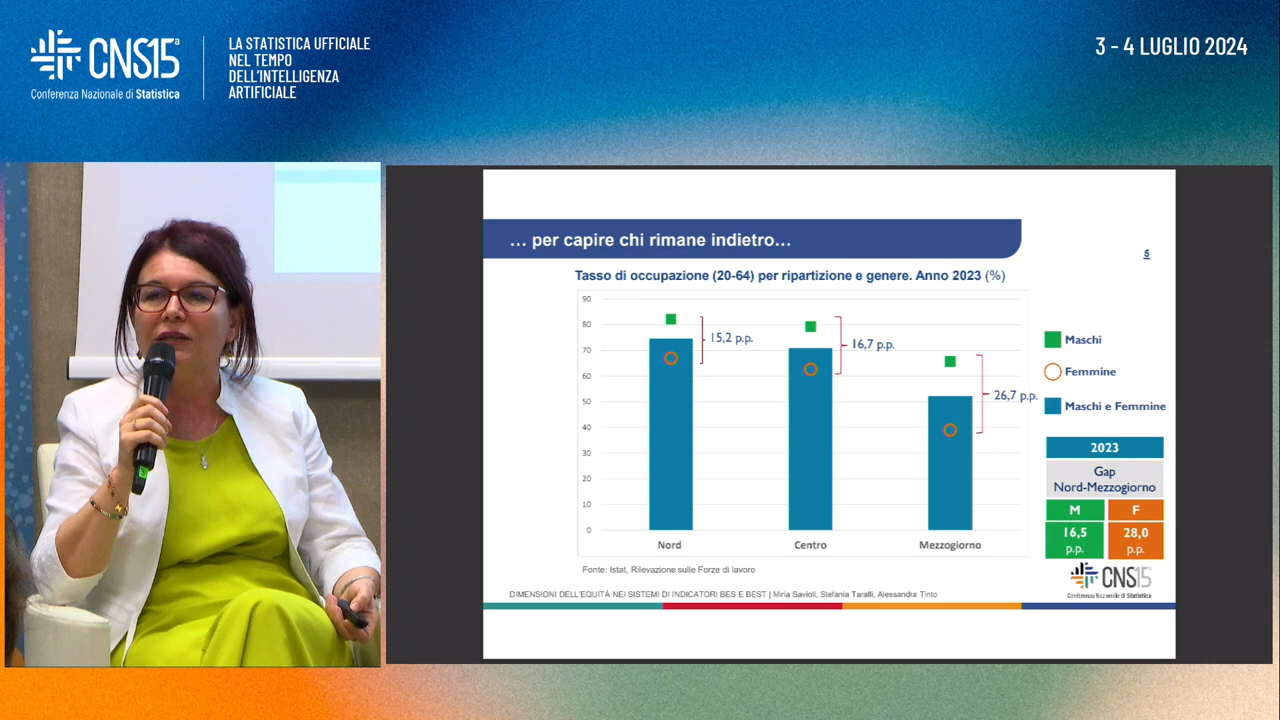 CNS15ª
Conferenza Nazionale di Statistica
LA STATISTICA UFFICIALE
NEL TEMPO
DELL'INTELLIGENZA
ARTIFICIALE
3 - 4 LUGLIO 2024
… per capire chi rimane indietro…
5
Tasso di occupazione (20-64) per ripartizione e genere. Anno 2023 (%)
90
80
70
60
50
40
30
20
10
0
15,2 p.p.
16,7 p.p.
26,7 p.p.
Nord
Centro
Mezzogiorno
Maschi
Femmine
Maschi e Femmine
2023
Gap
Nord-Mezzogiorno
M
F
16,5
p.p.
28,0
p.p.
Fonte: Istat, Rilevazione sulle Forze di lavoro
CNS15ª
Conferenza Nazionale di Statistica
DIMENSIONI DELL'EQUITÀ NEI SISTEMI DI INDICATORI BES E BEST | Miria Savioli, Stefania Taralli, Alessandra Tinto